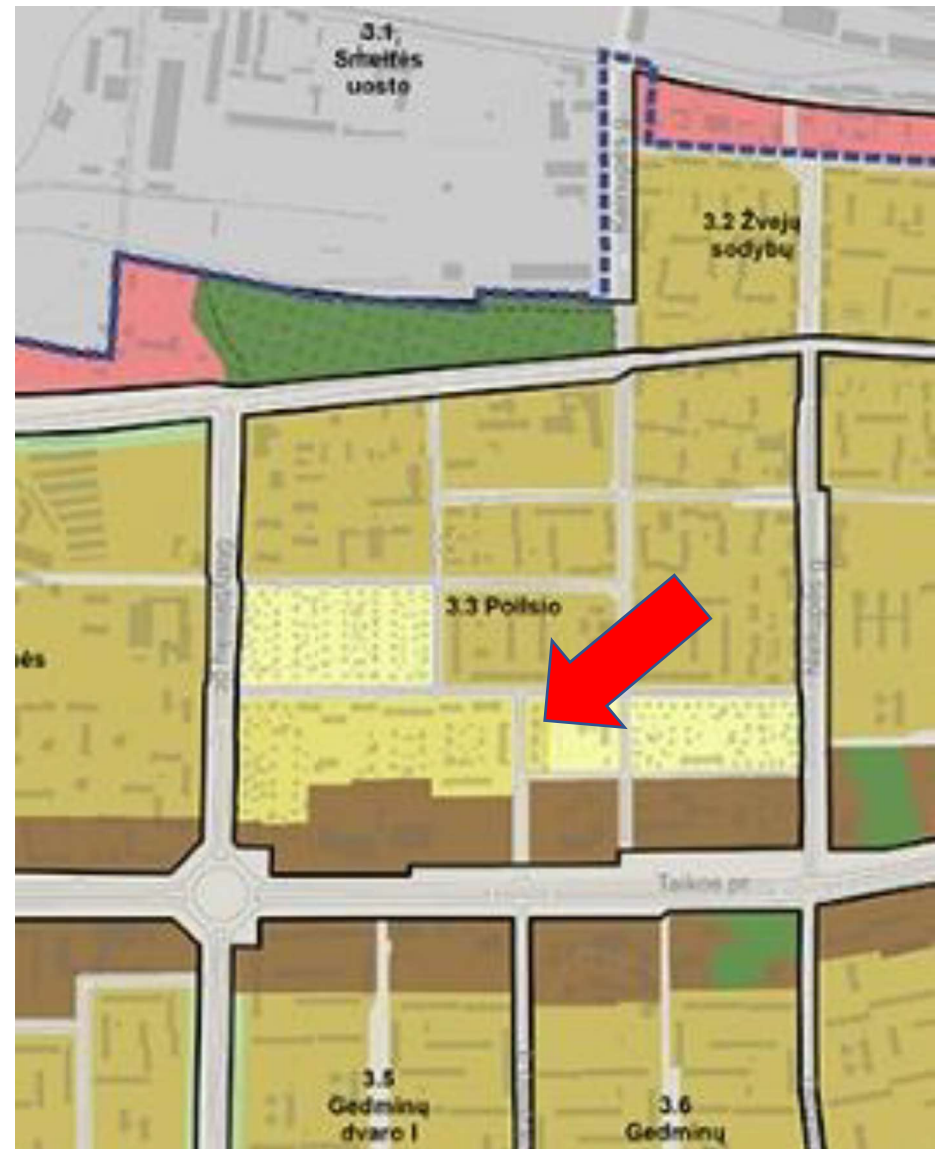 3.1,
Smeltės
uosto
3.2 Žvejų
sodybų
3.3 Poilsio
ės
Taikos pr.
3.5
Gedminų
dvaro I
3.6
Gedminų